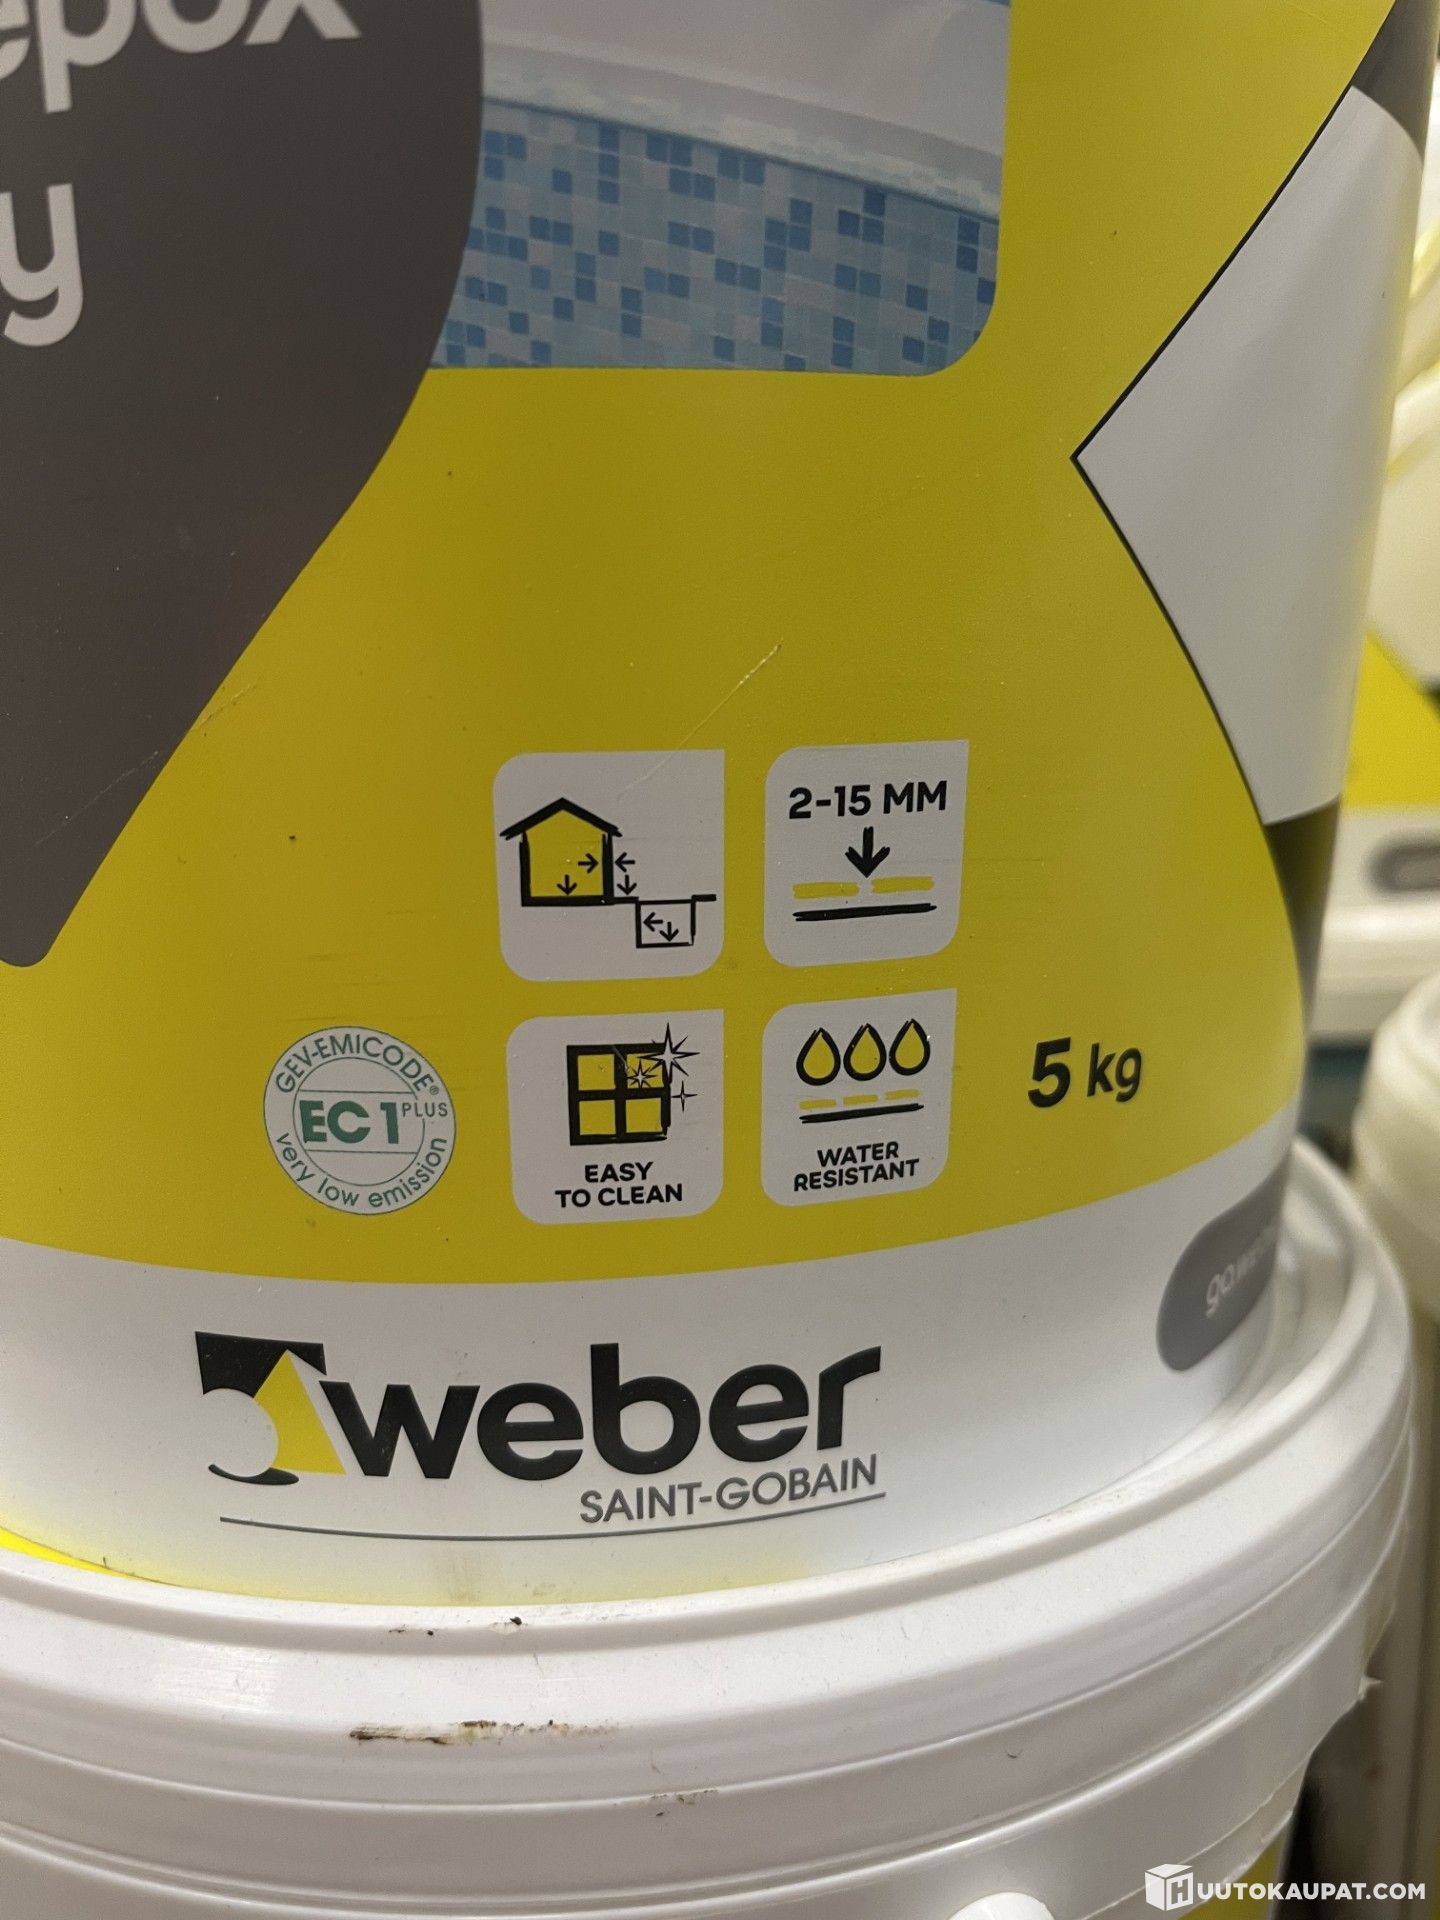 epox
y
2-15 MM
GEV-EMICODE®
EC 1 PLUS
very low emission
EASY
TO CLEAN
WATER
RESISTANT
5 kg
weber
SAINT-GOBAIN
HUUTOKAUPAT.COM